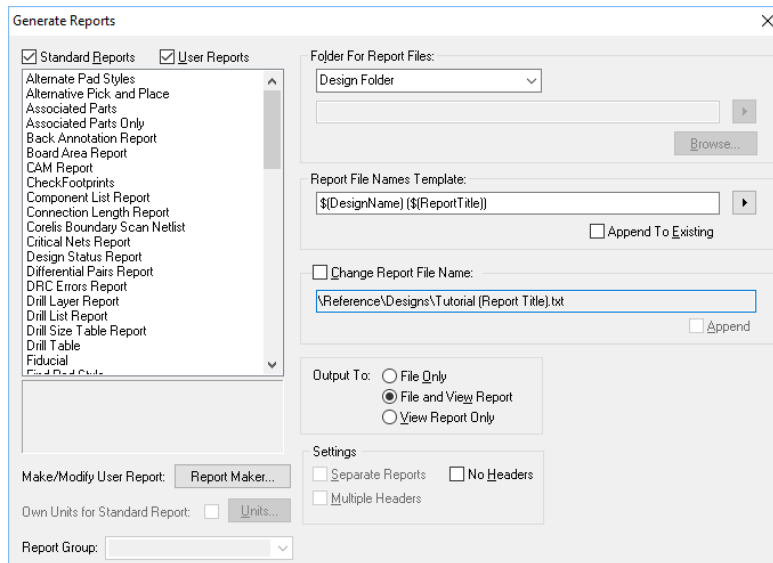 Generate Reports
Standard Reports
User Reports
Alternate Pad Styles
Alternative Pick and Place
Associated Parts
Associated Parts Only
Back Annotation Report
Board Area Report
CAM Report
CheckFootprints
Component List Report
Connection Length Report
Corelis Boundary Scan Netlist
Critical Nets Report
Design Status Report
Differential Pairs Report
DRC Errors Report
Drill Layer Report
Drill List Report
Drill Size Table Report
Drill Table
Fiducial
Find Pad Style
Make/Modify User Report:
Report Maker...
Own Units for Standard Report:
Units...
Report Group:
Folder For Report Files:
Design Folder
Browse...
Report File Names Template:
$(DesignName) ($(ReportTitle))
Append To Existing
Change Report File Name:
\Reference\Designs\Tutorial (Report Title).txt
Append
Output To:
File Only
File and View Report
View Report Only
Settings
Separate Reports
No Headers
Multiple Headers